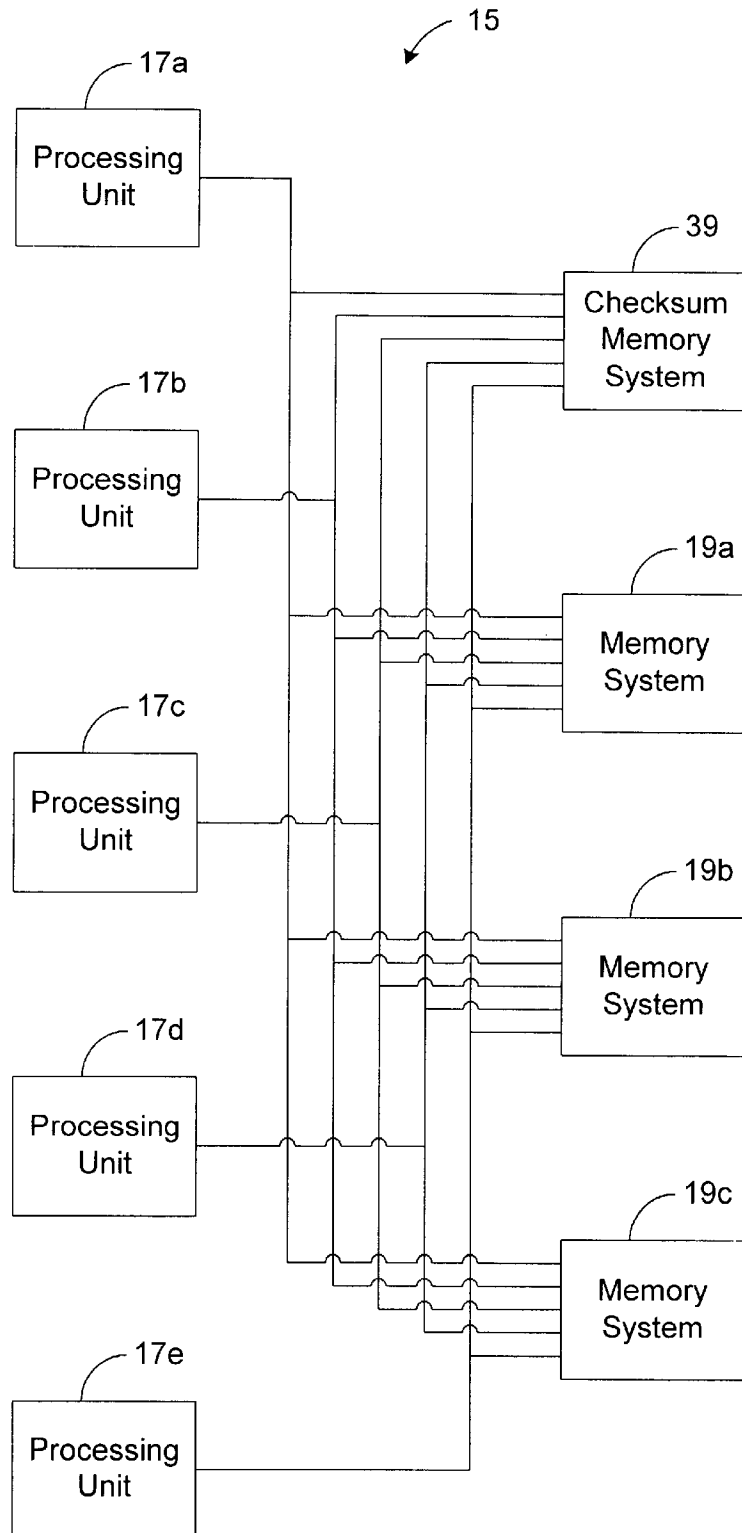 15
17a
Processing
Unit
39
Checksum
Memory
System
17b
Processing
Unit
19a
Memory
System
17c
Processing
Unit
19b
Memory
System
17d
Processing
Unit
19c
Memory
System
17e
Processing
Unit